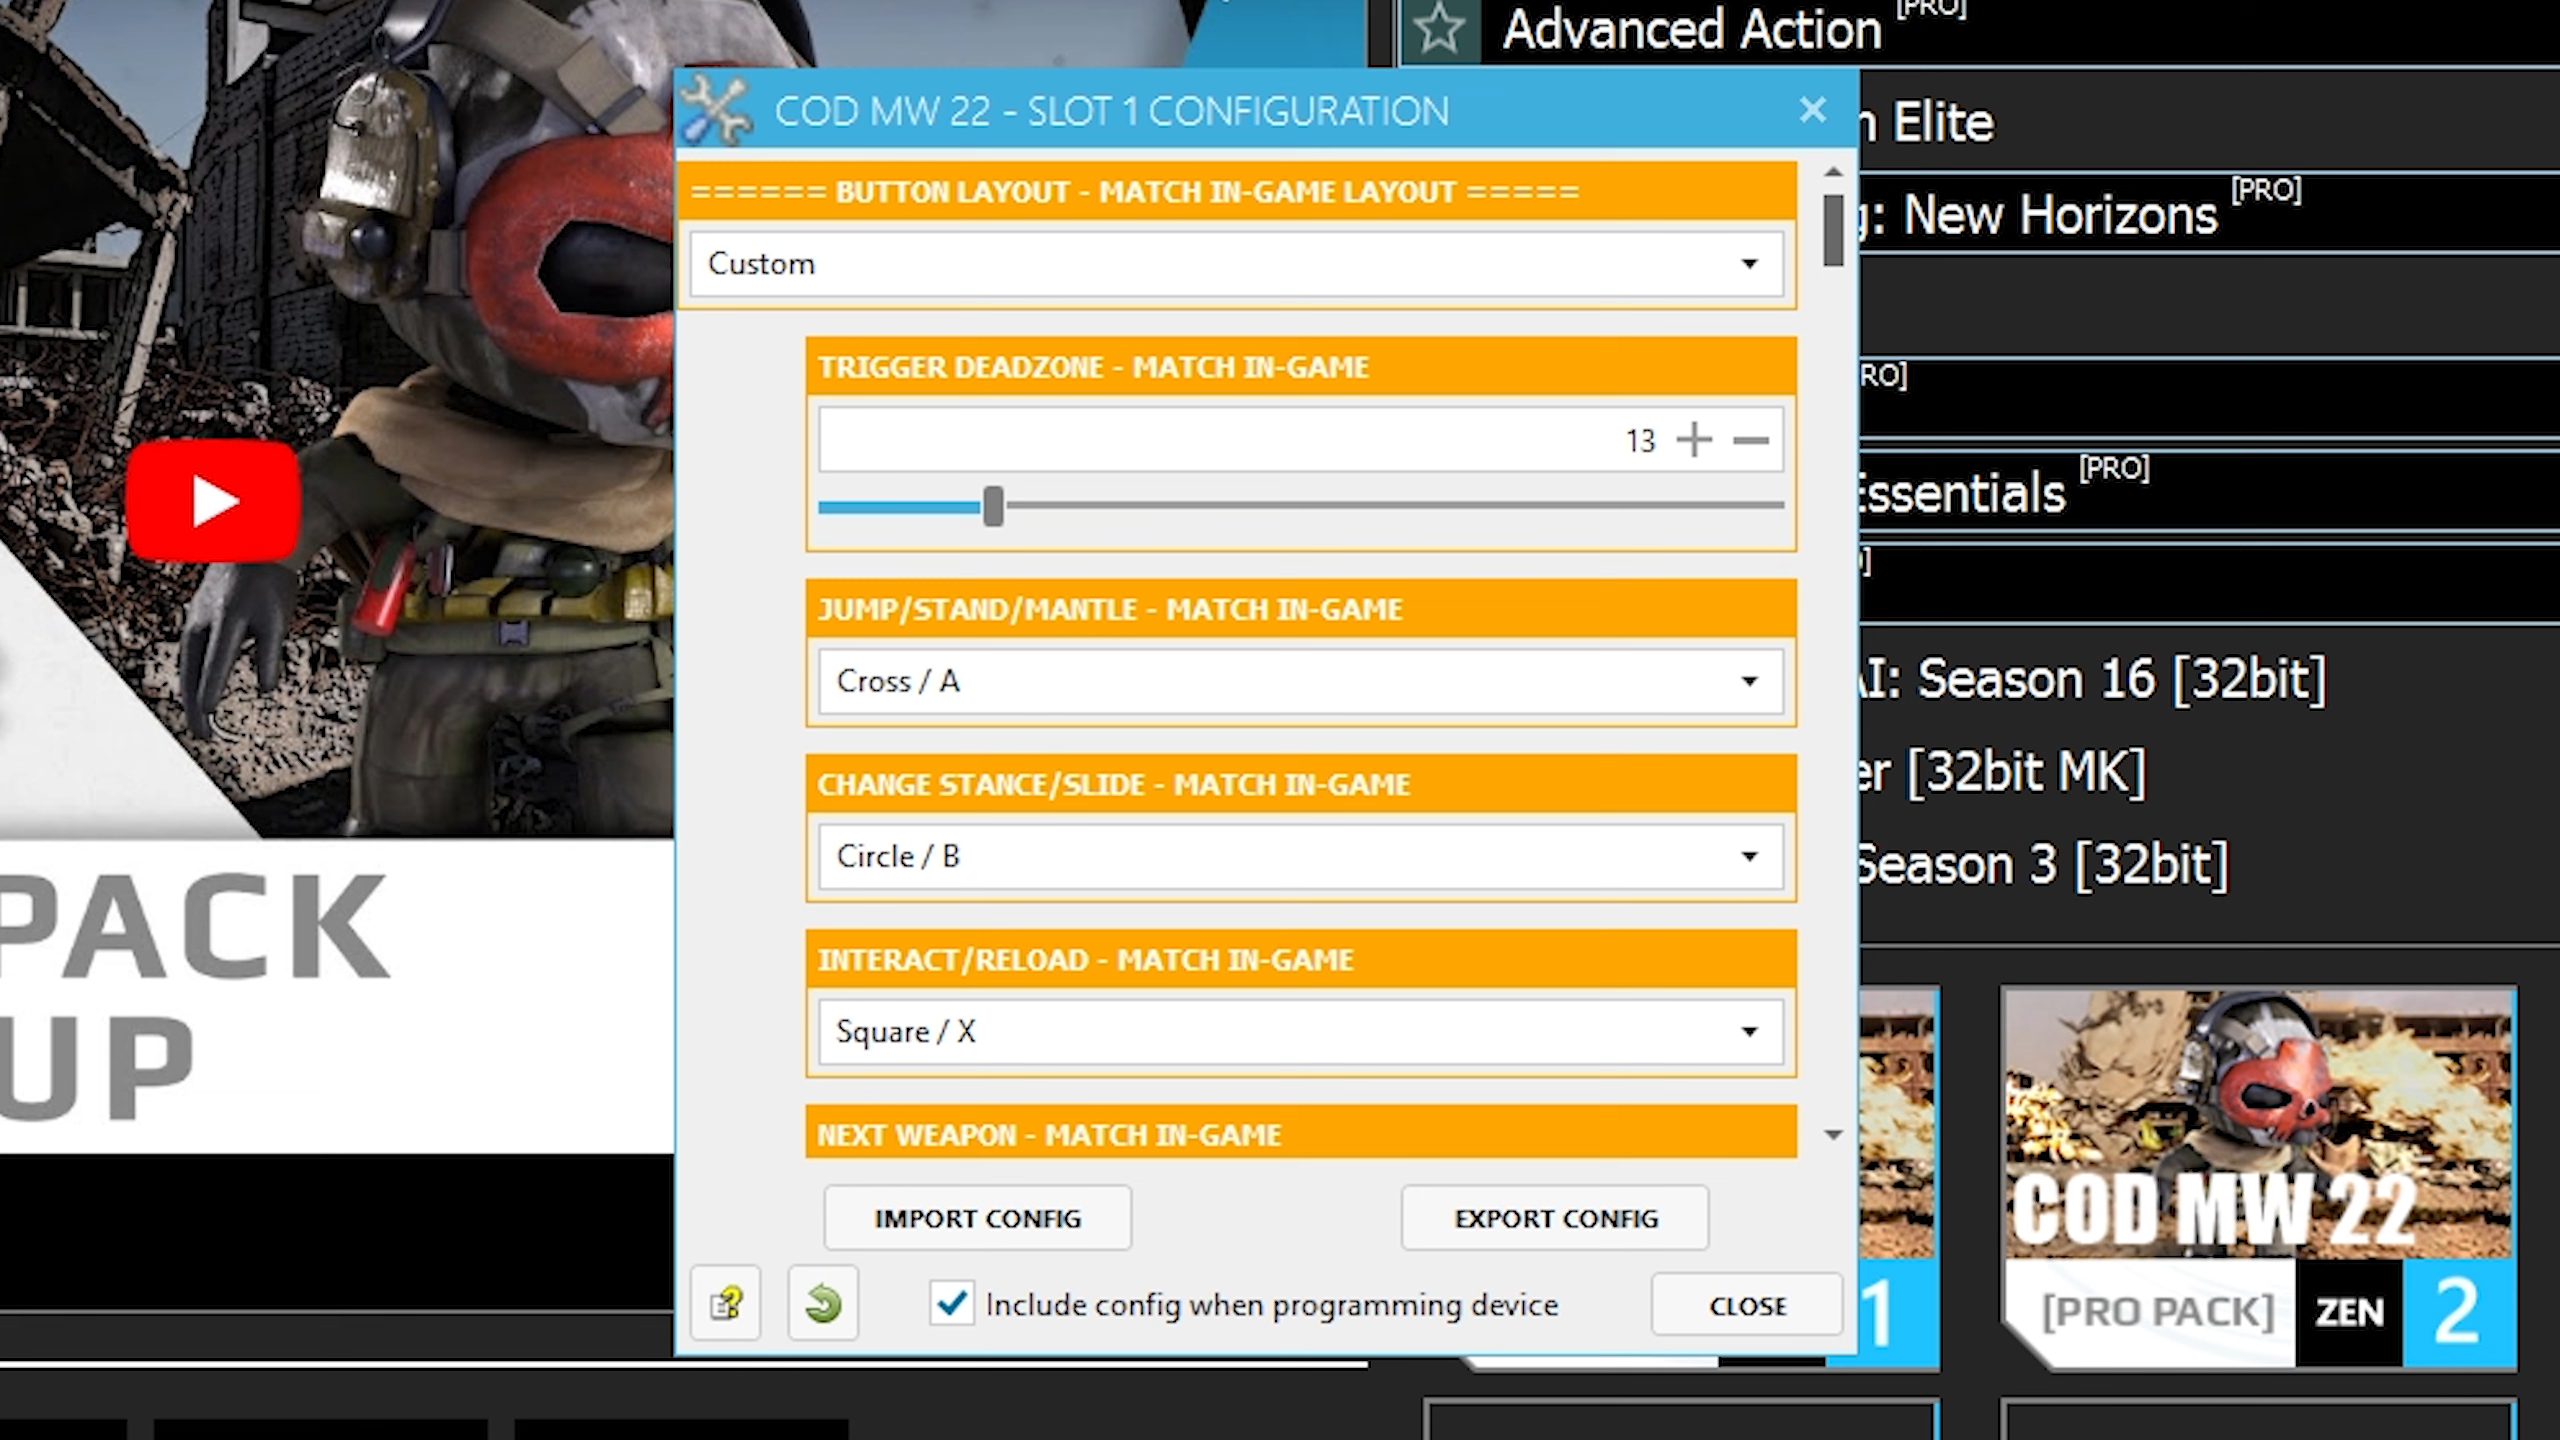 Advanced Action [PRO]
COD MW 22 - SLOT 1 CONFIGURATION
Elite
====== BUTTON LAYOUT - MATCH IN-GAME LAYOUT =====
: New Horizons [PRO]
Custom
TRIGGER DEADZONE - MATCH IN-GAME
RO]
13
Essentials [PRO]
JUMP/STAND/MANTLE - MATCH IN-GAME
Cross / A
AI: Season 16 [32bit]
CHANGE STANCE/SLIDE - MATCH IN-GAME
er [32bit MK]
Circle / B
Season 3 [32bit]
PACK
UP
INTERACT/RELOAD - MATCH IN-GAME
Square / X
NEXT WEAPON - MATCH IN-GAME
IMPORT CONFIG
EXPORT CONFIG
Include config when programming device
CLOSE
1
COD MW 22
[PRO PACK]
ZEN
2